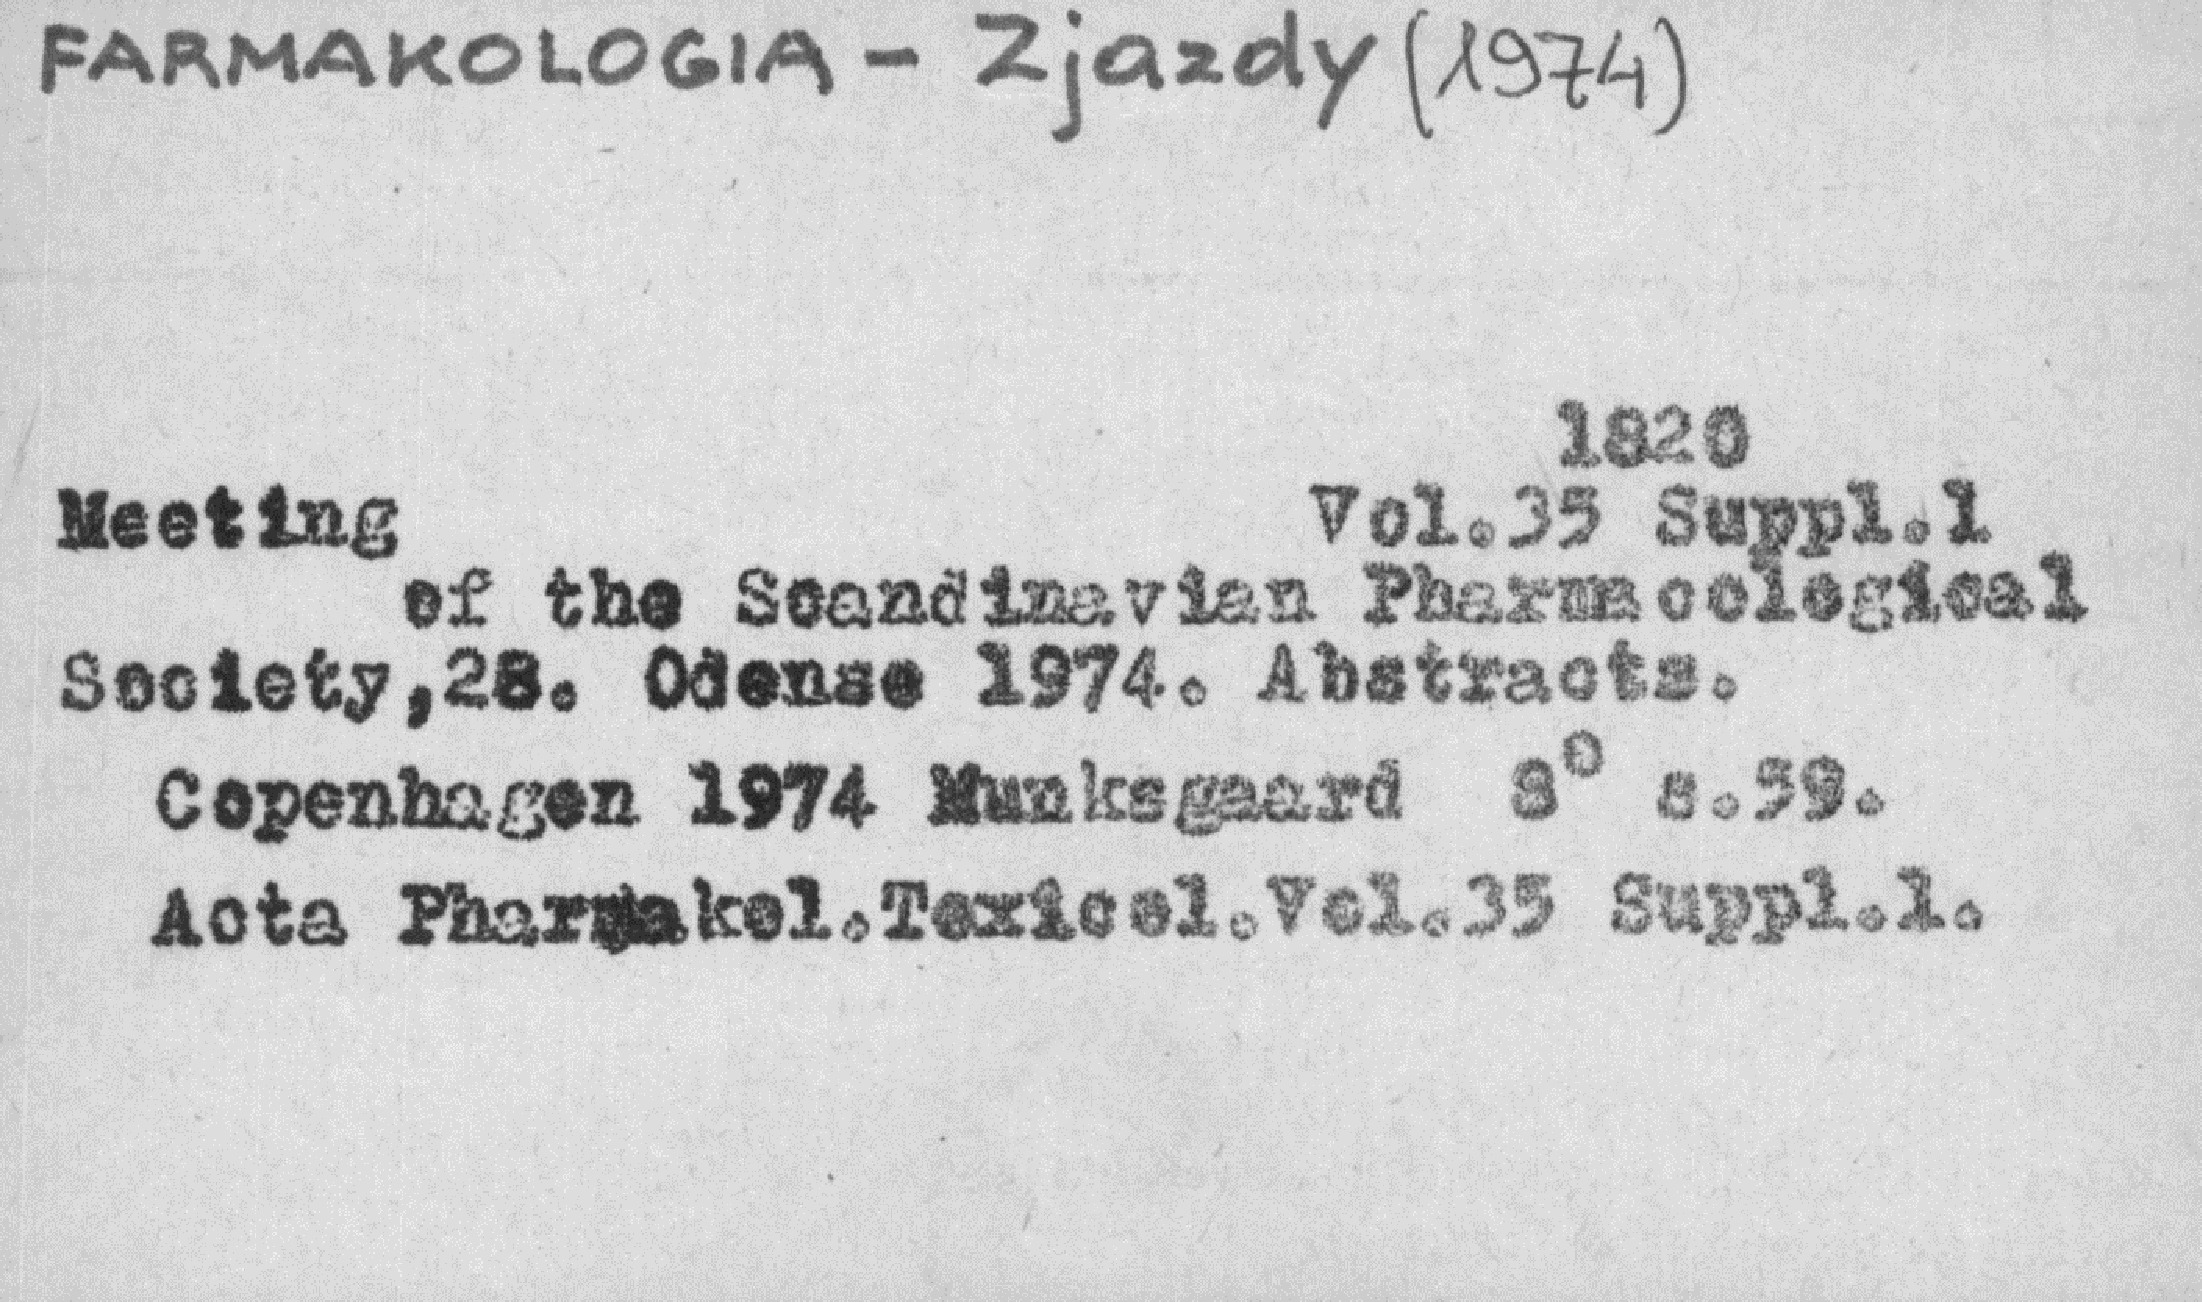 FARMAKOLOGIA - Zjazdy (1974)
1820
Meeting Vol.35 Suppl.1
of the Scandinavian Pharmacological
Society,28. Odense 1974. Abstracts.
Copenhagen 1974 Munksgaard 8° s.59.
Acta Pharmakol.Toxicol.Vol.35 Suppl.1.